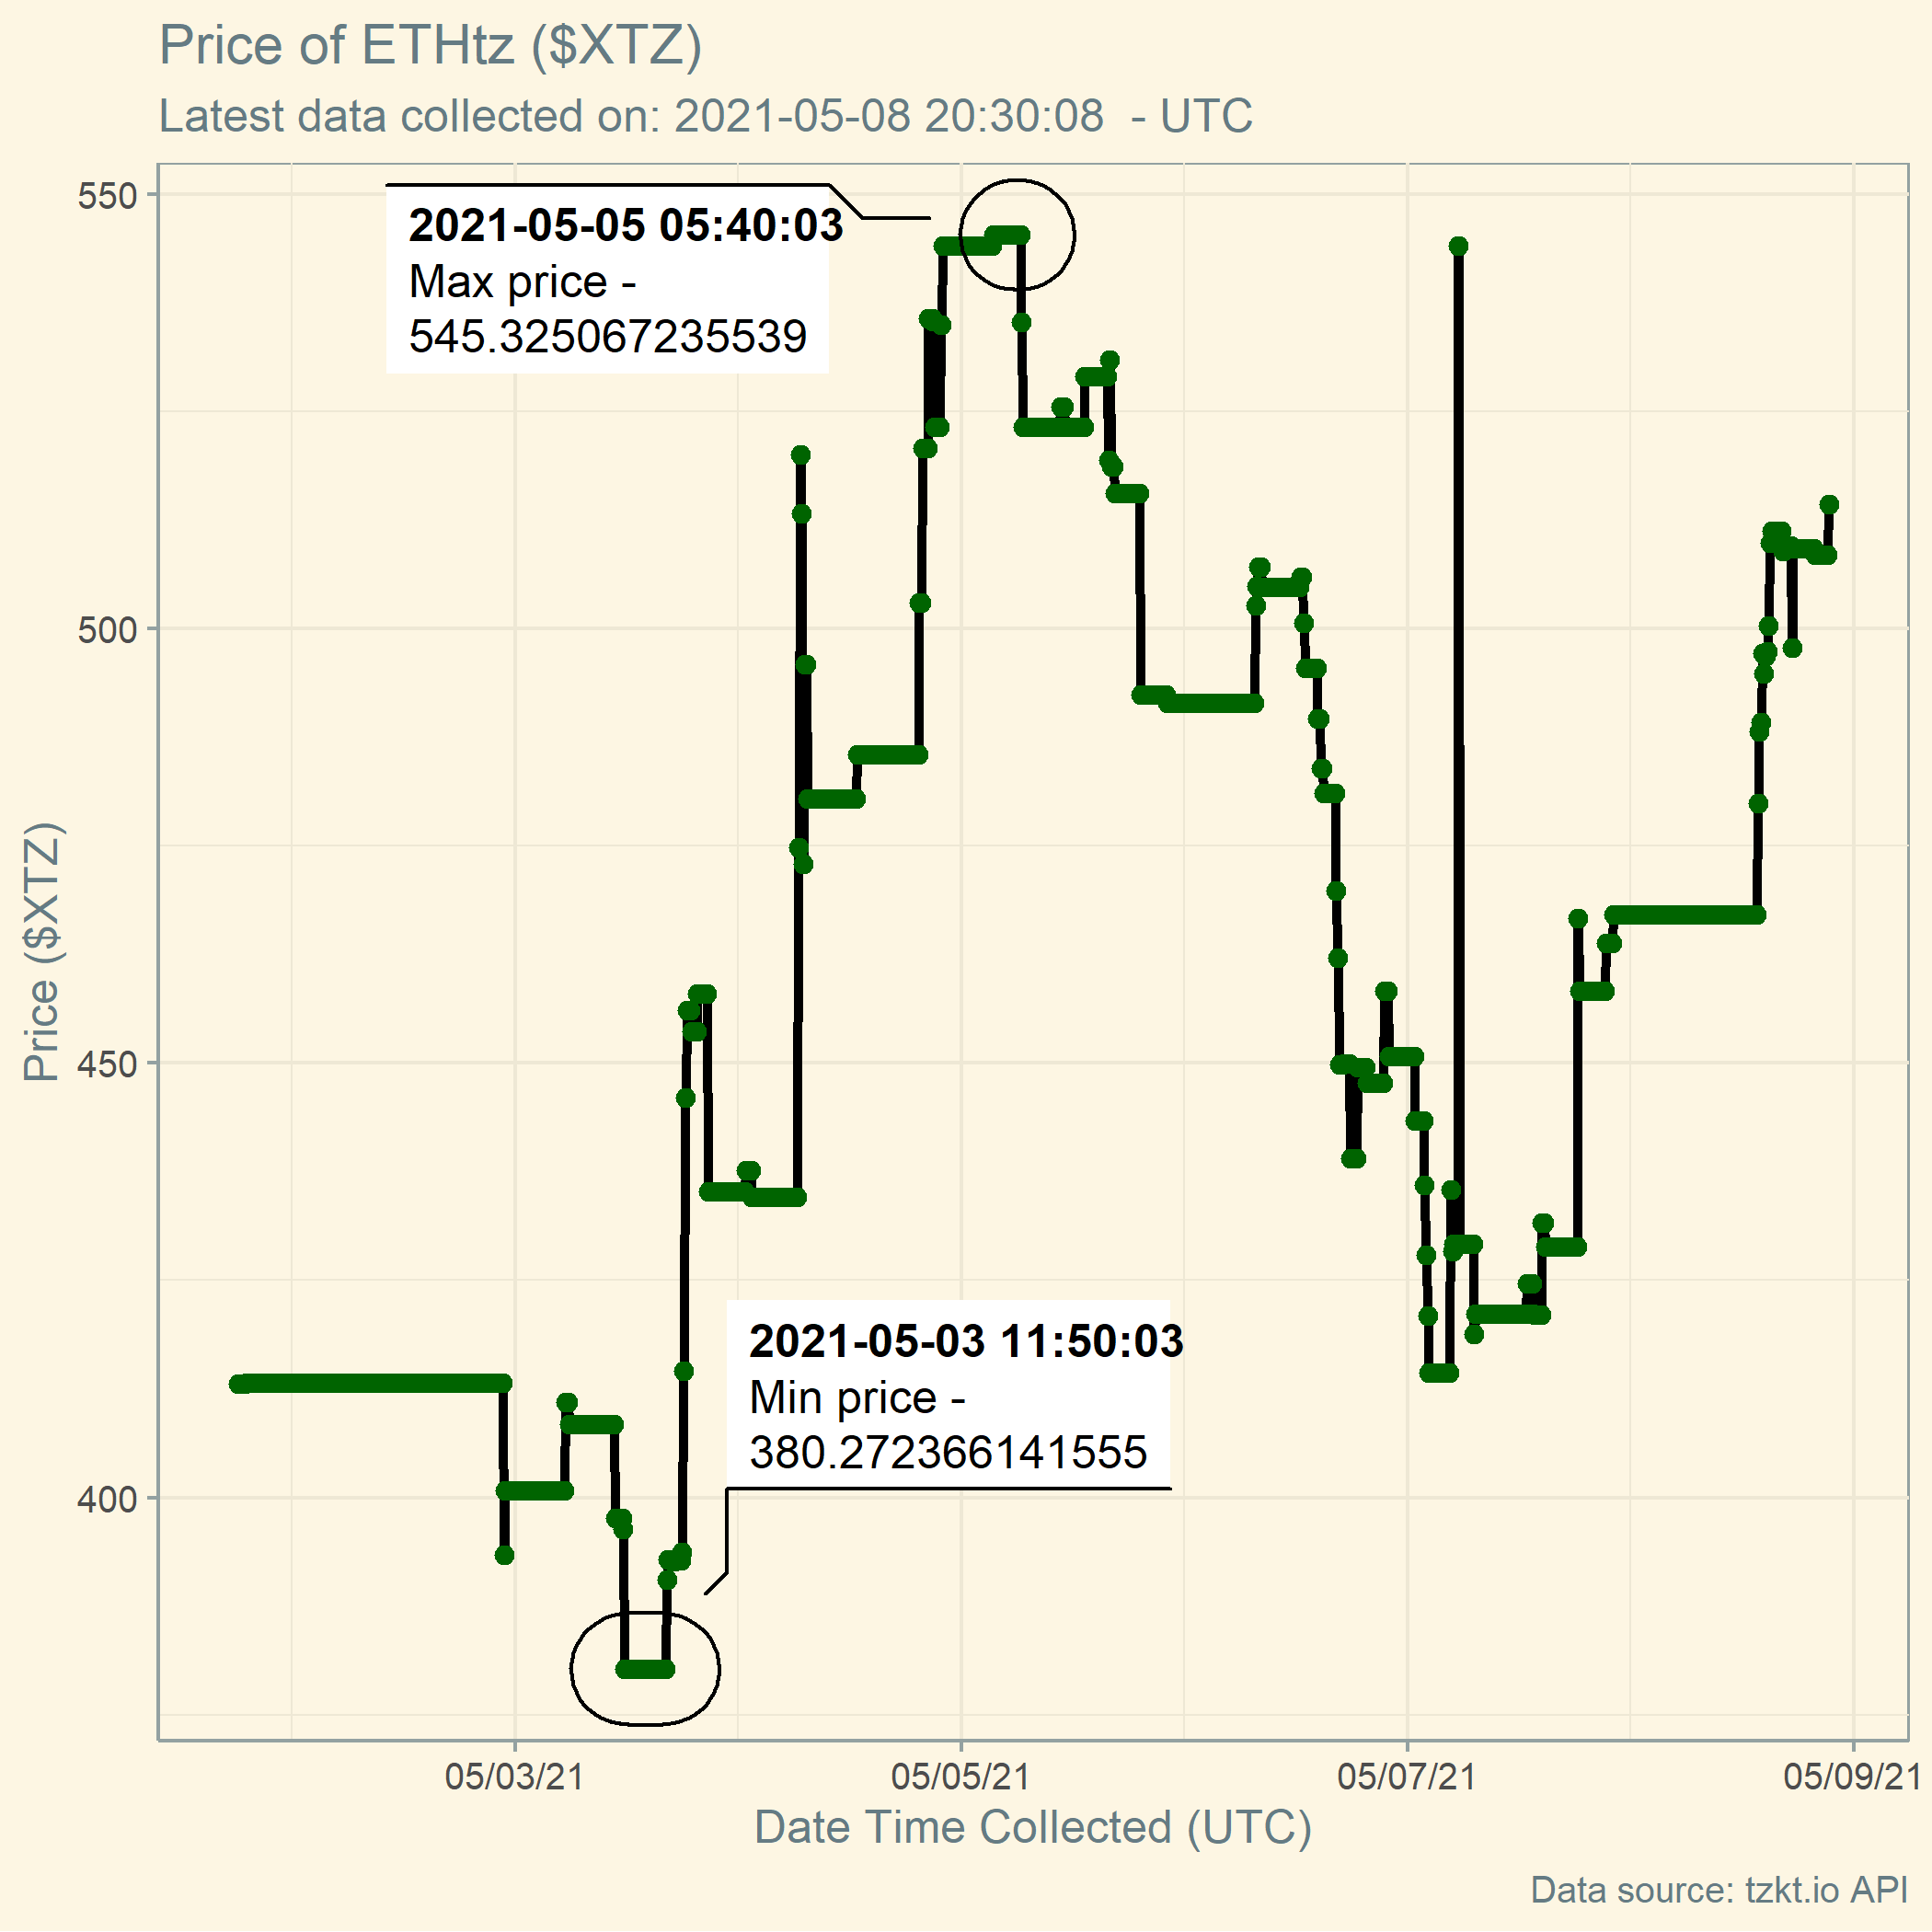 Price of ETHtz ($XTZ)
Latest data collected on: 2021-05-08 20:30:08  - UTC
550
500
450
400
Price ($XTZ)
2021-05-05 05:40:03
Max price -
545.325067235539
2021-05-03 11:50:03
Min price -
380.272366141555
05/03/21
05/05/21
05/07/21
05/09/21
Date Time Collected (UTC)
Data source: tzkt.io API